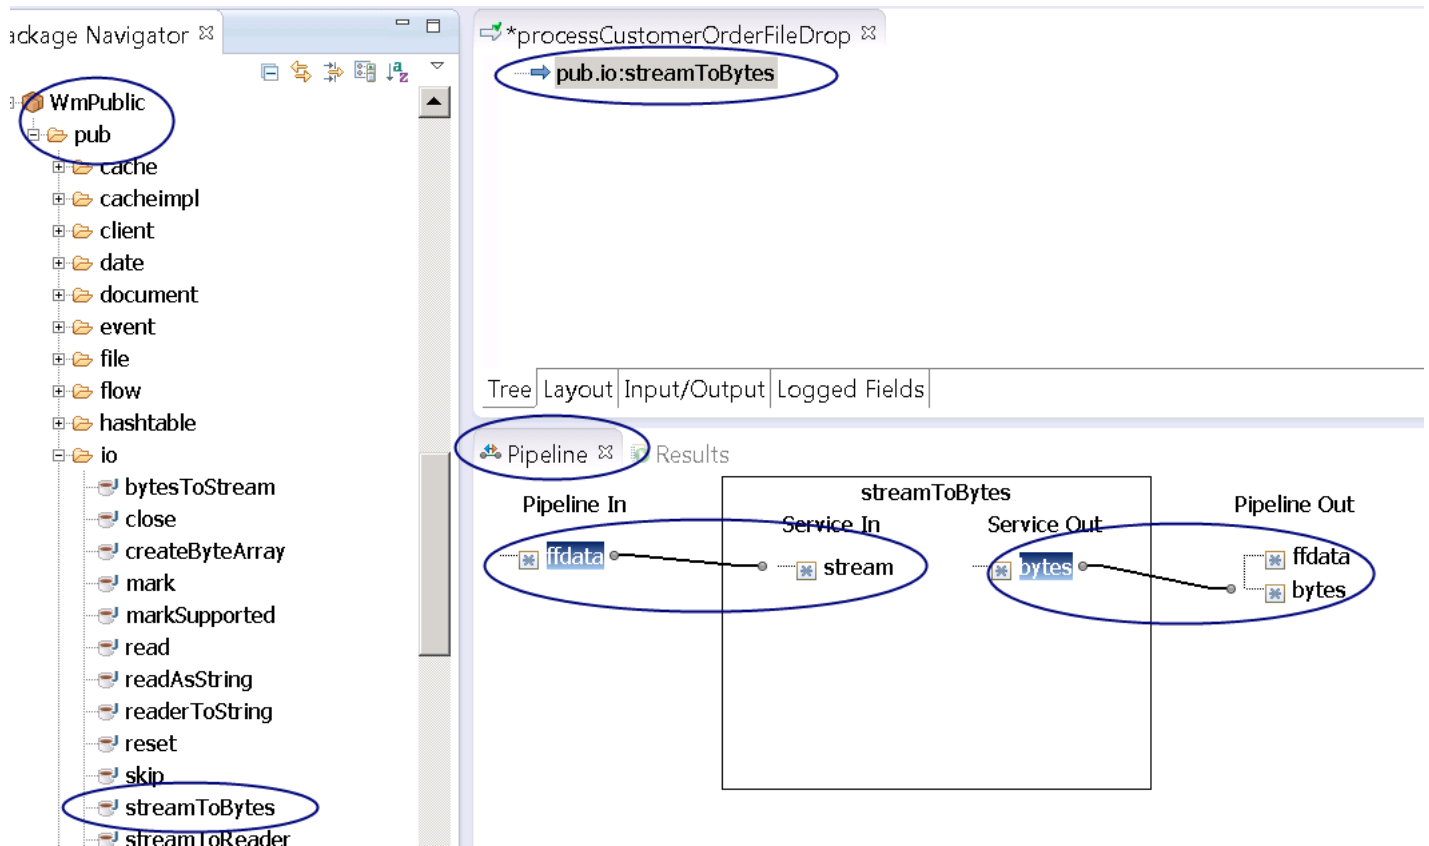 ackage Navigator
WmPublic
pub
cache
cacheimpl
client
date
document
event
file
flow
hashtable
io
bytesToStream
close
createByteArray
mark
markSupported
read
readAsString
readerToString
reset
skip
streamToBytes
streamToReader
*processCustomerOrderFileDrop
pub.io:streamToBytes
Tree Layout Input/Output Logged Fields
Pipeline Results
streamToBytes
Pipeline In Service In Service Out Pipeline Out
ffdata stream bytes ffdata
bytes